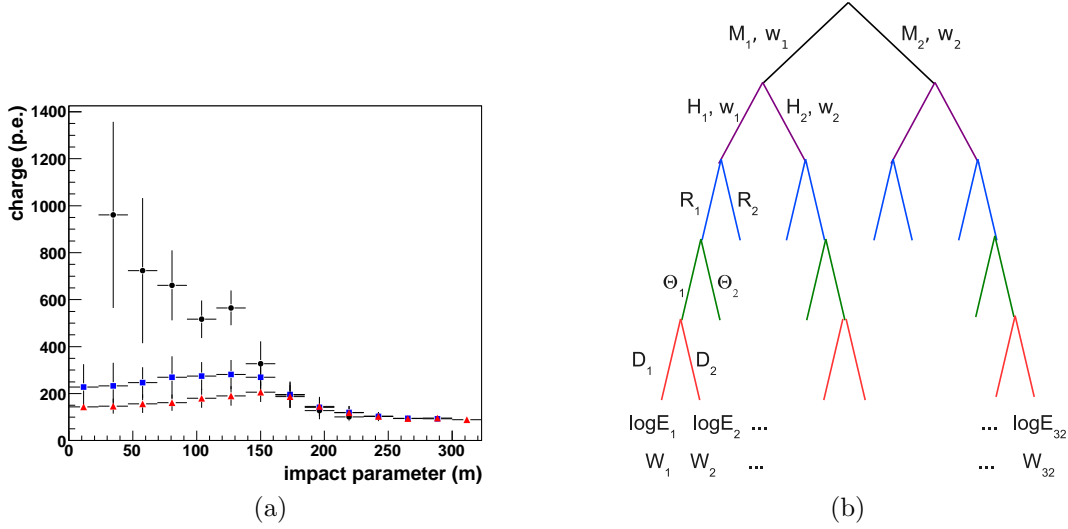 1400
1200
1000
800
600
400
200
0
0 50 100 150 200 250 300
charge (p.e.)
impact parameter (m)
(a)
M₁, w₁ M₂, w₂
H₁, w₁ H₂, w₂
R₁ R₂
Θ₁ Θ₂
D₁ D₂
logE₁ logE₂ ... ... logE₃₂
W₁ W₂ ... ... W₃₂
(b)